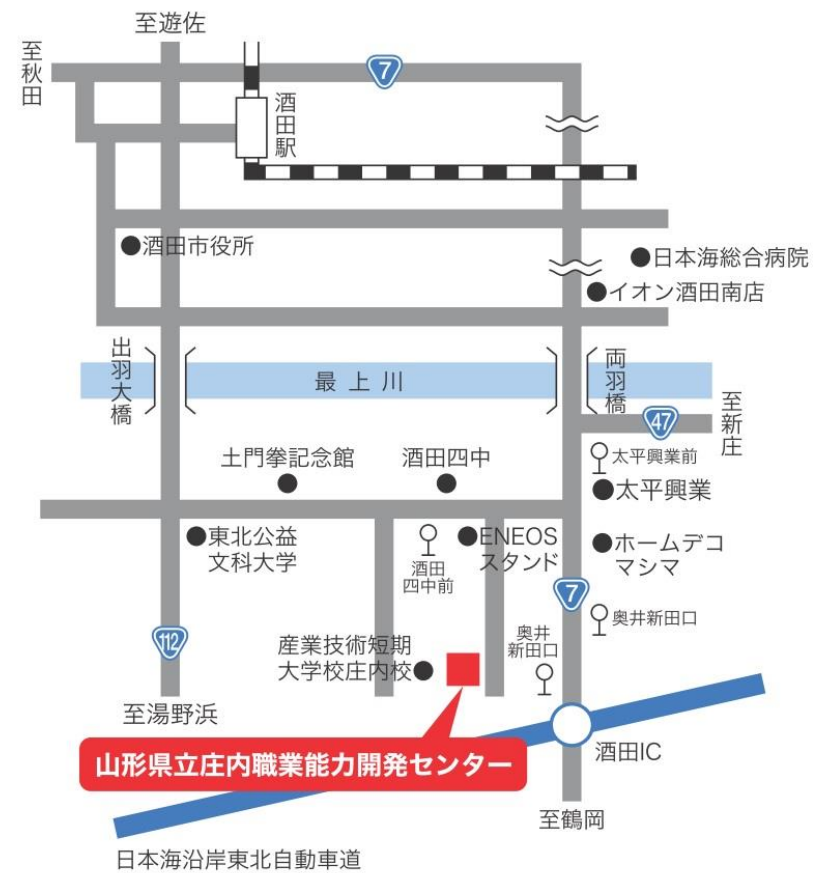 至遊佐
至秋田
7
酒田駅
酒田市役所
日本海総合病院
イオン酒田南店
出羽大橋
最上川
両羽橋
至新庄
47
土門拳記念館
酒田四中
太平興業前
太平興業
東北公益
文科大学
酒田
四中前
ENEOS
スタンド
ホームデコ
マシマ
7
奥井新田口
奥井
新田口
112
産業技術短期
大学校庄内校
至湯野浜
山形県立庄内職業能力開発センター
酒田IC
至鶴岡
日本海沿岸東北自動車道